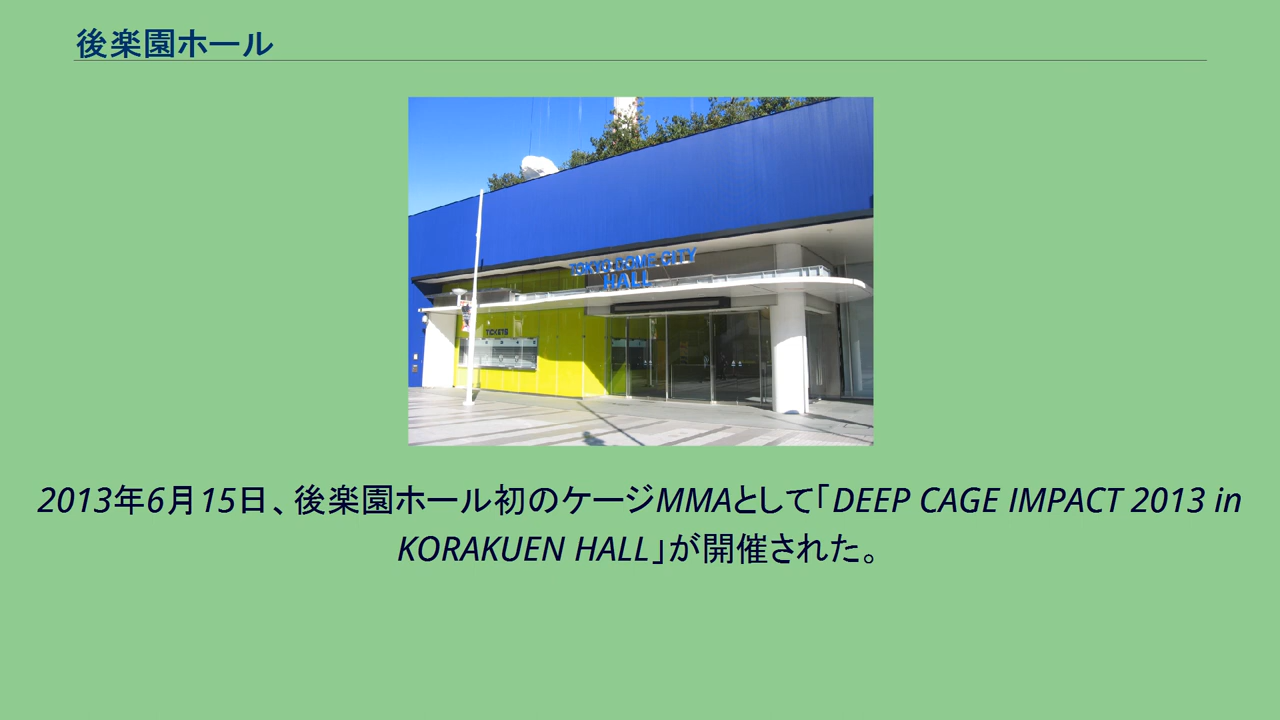 後楽園ホール
TOKYO DOME CITY
HALL
TICKETS
2013年6月15日、後楽園ホール初のケージMMAとして「DEEP CAGE IMPACT 2013 in
KORAKUEN HALL」が開催された。